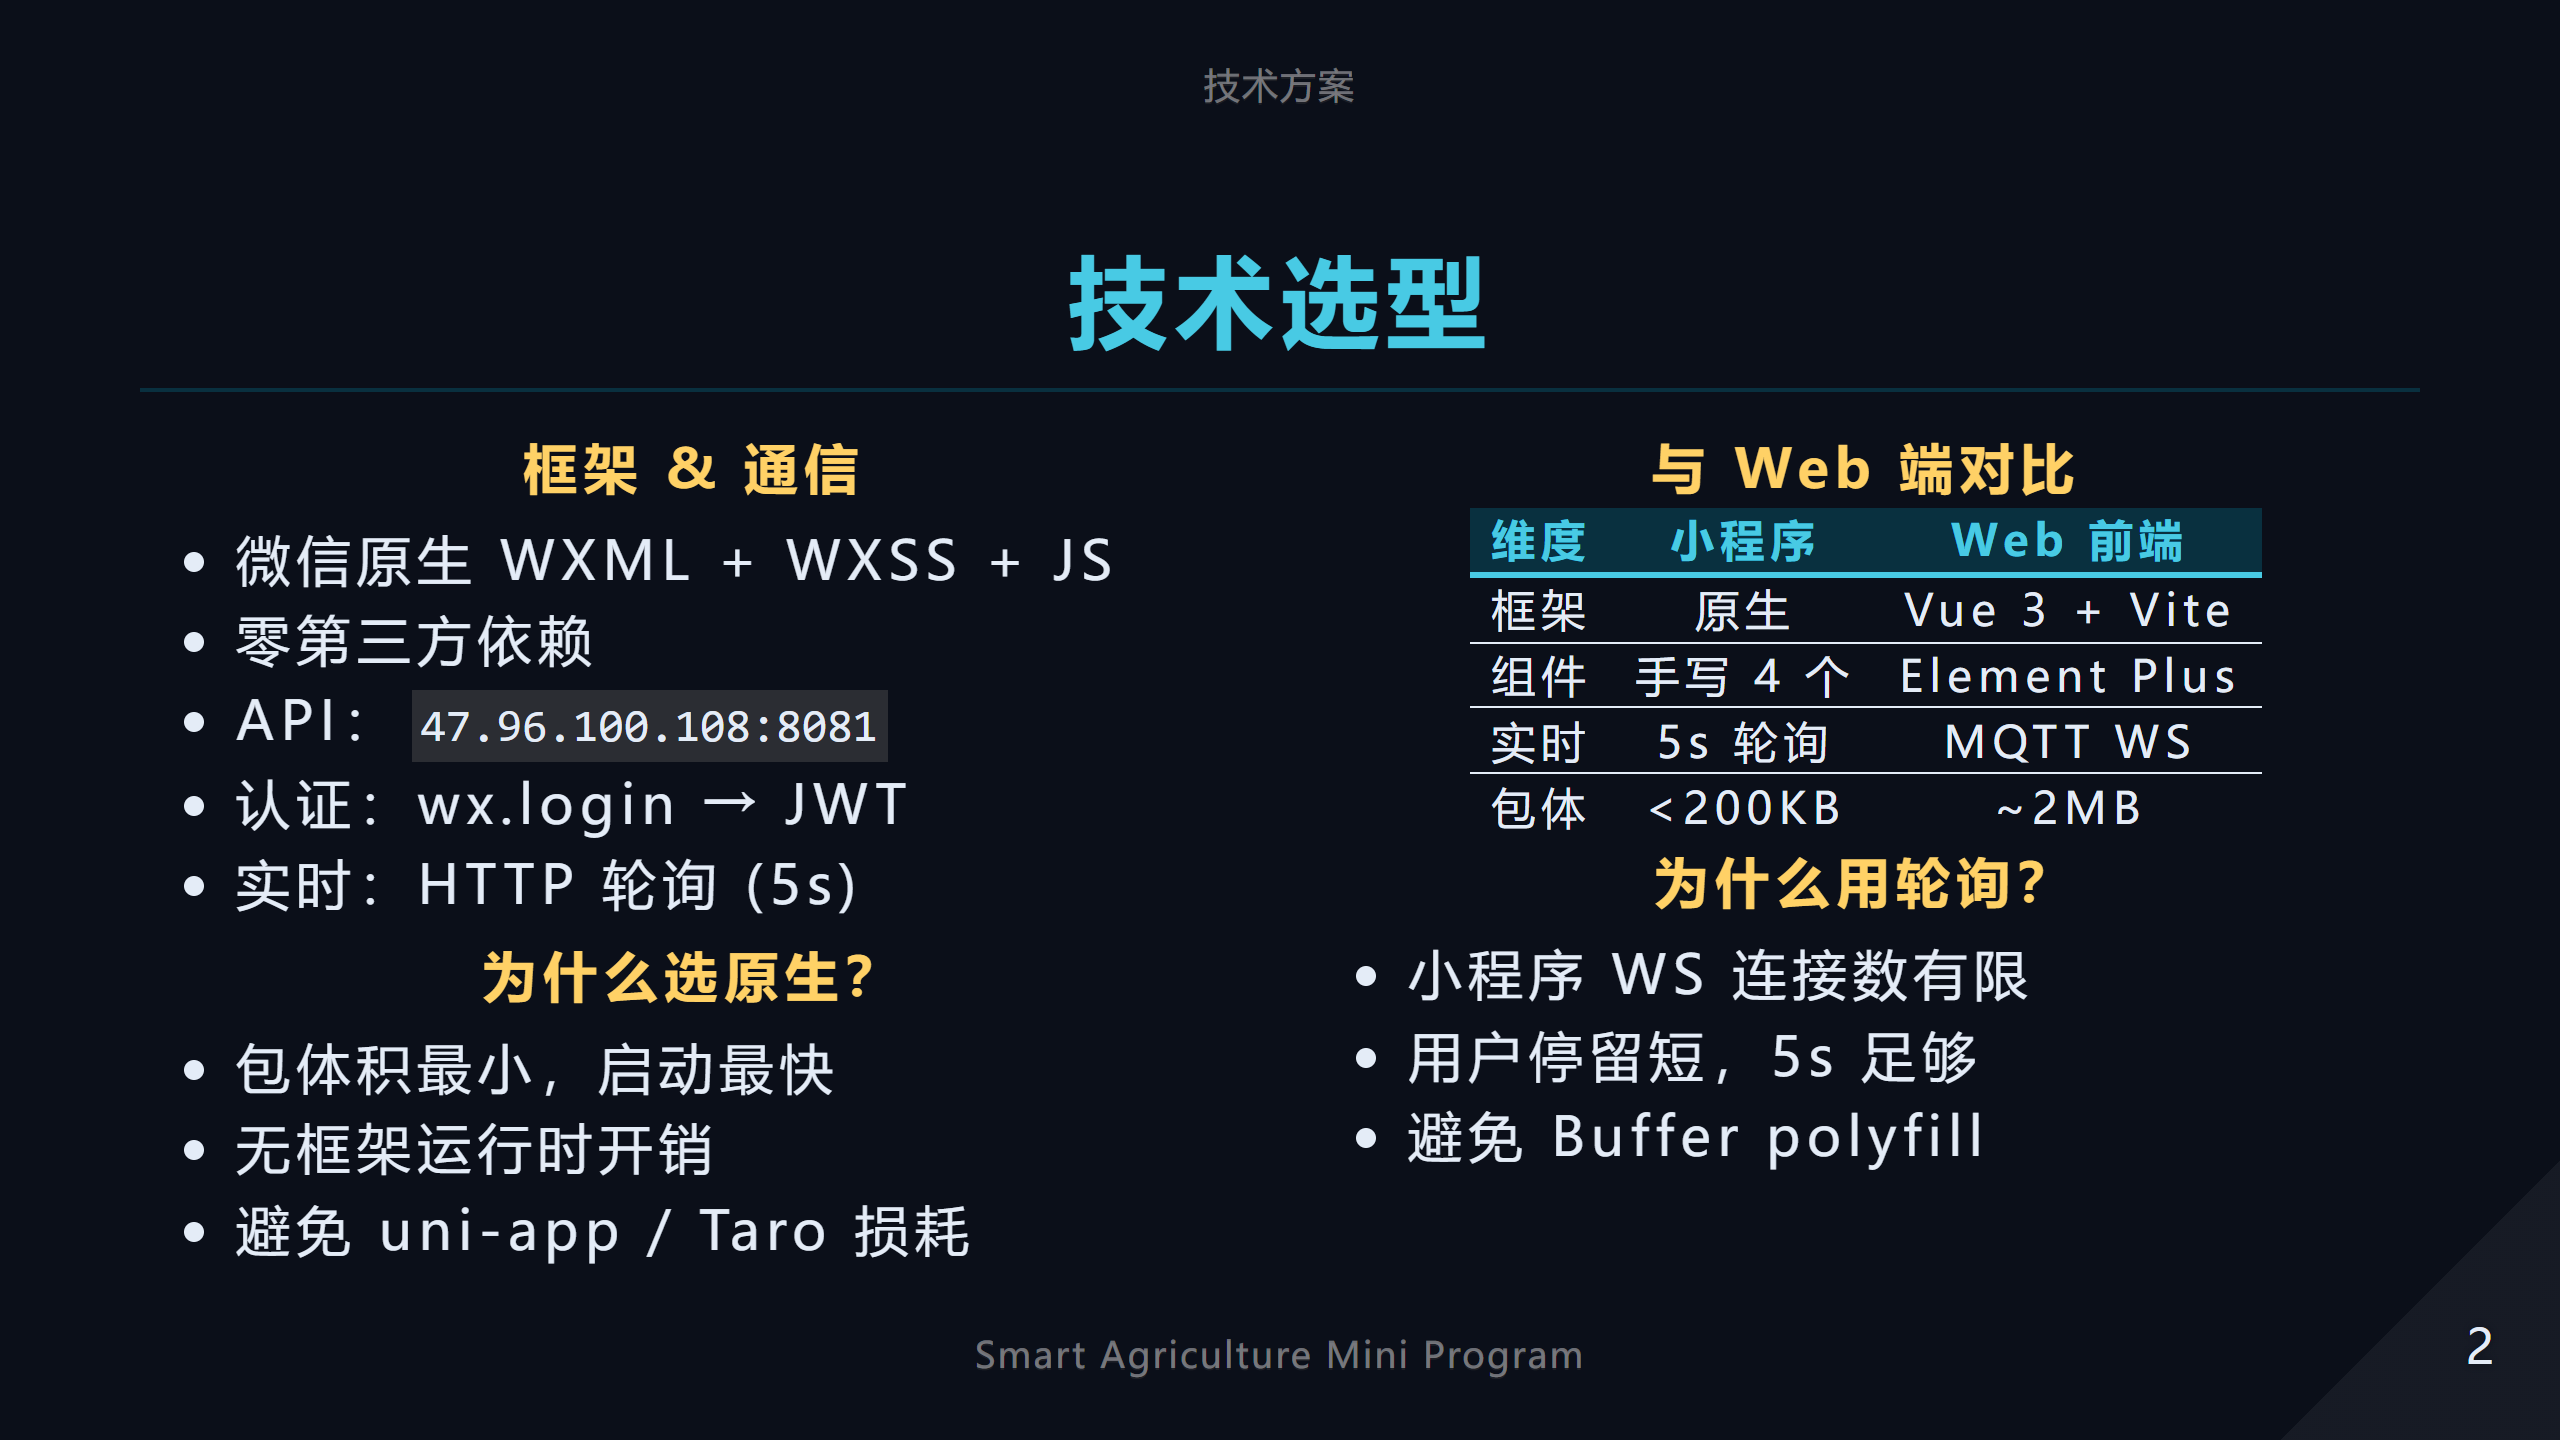 技术方案
技术选型
框架 & 通信
微信原生 WXML + WXSS + JS
零第三方依赖
API： 47.96.100.108:8081
认证：wx.login → JWT
实时：HTTP 轮询 (5s)
为什么选原生？
包体积最小，启动最快
无框架运行时开销
避免 uni-app / Taro 损耗
与 Web 端对比
维度 小程序 Web 前端
框架 原生 Vue 3 + Vite
组件 手写 4 个 Element Plus
实时 5s 轮询 MQTT WS
包体 <200KB ~2MB
为什么用轮询？
小程序 WS 连接数有限
用户停留短，5s 足够
避免 Buffer polyfill
Smart Agriculture Mini Program
2